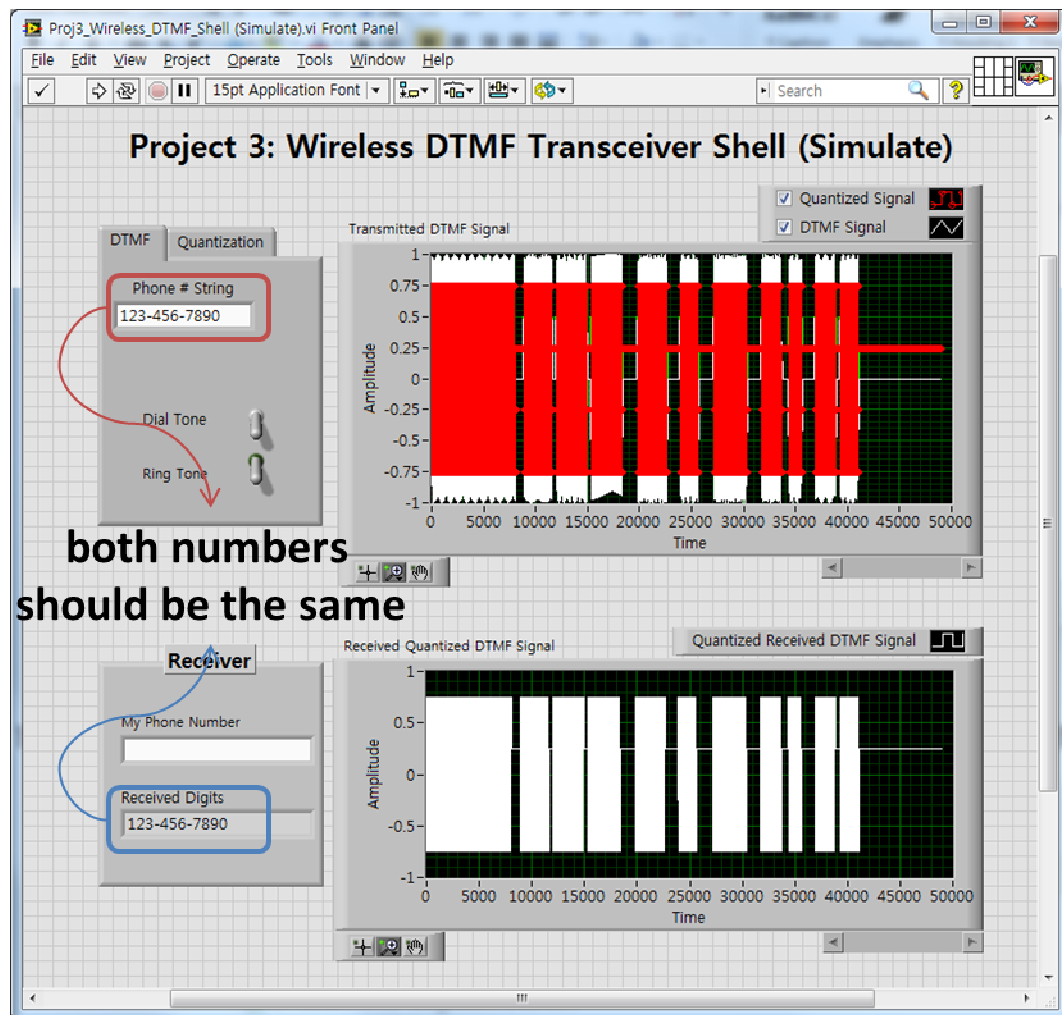 Proj3_Wireless_DTMF_Shell (Simulate).vi Front Panel
File Edit View Project Operate Tools Window Help
15pt Application Font
Search
Project 3: Wireless DTMF Transceiver Shell (Simulate)
Quantized Signal
DTMF Signal
DTMF Quantization
Phone # String
123-456-7890
Dial Tone
Ring Tone
Transmitted DTMF Signal
Amplitude
1
0.75
0.5
0.25
0
-0.25
-0.5
-0.75
-1
0 5000 10000 15000 20000 25000 30000 35000 40000 45000 50000
Time
both numbers
should be the same
Receiver
My Phone Number
Received Digits
123-456-7890
Received Quantized DTMF Signal
Quantized Received DTMF Signal
Amplitude
1
0.5
0
-0.5
-1
0 5000 10000 15000 20000 25000 30000 35000 40000 45000 50000
Time